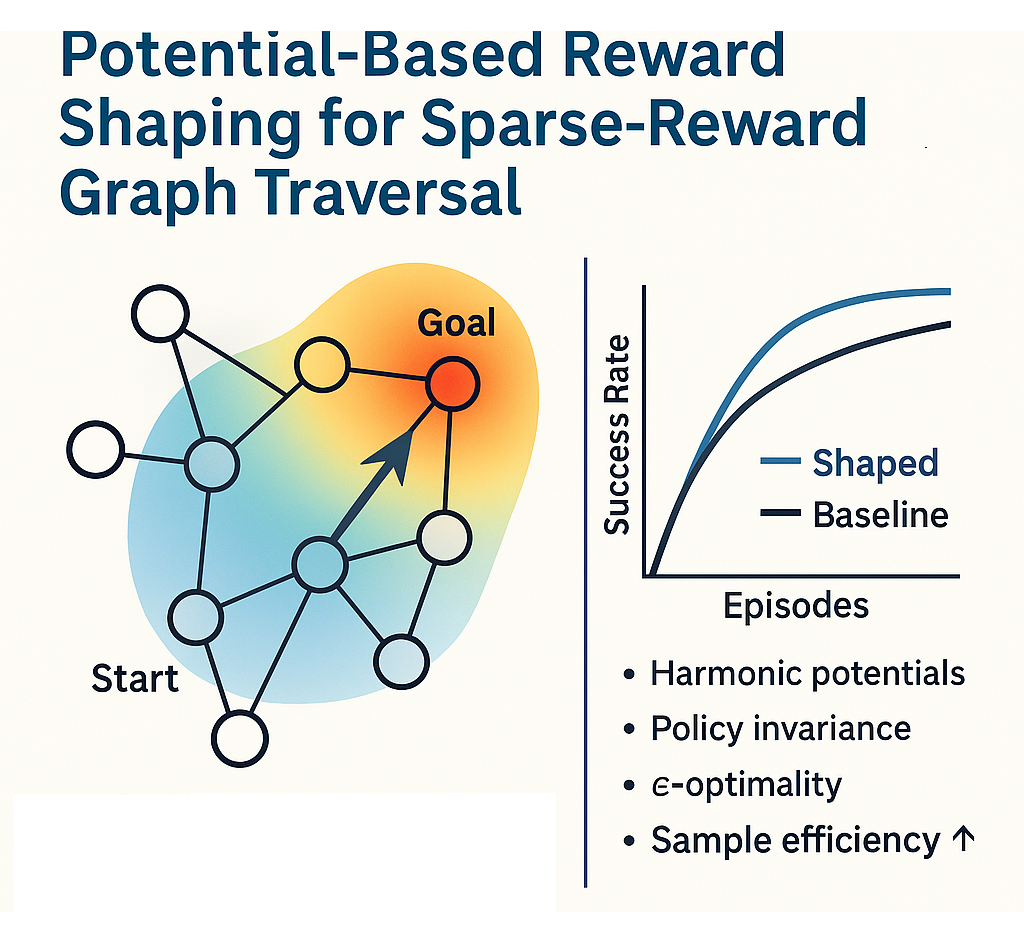 Potential-Based Reward
Shaping for Sparse-Reward
Graph Traversal
Goal
Start
Success Rate
Shaped
Baseline
Episodes
• Harmonic potentials
• Policy invariance
• ϵ-optimality
• Sample efficiency ↑